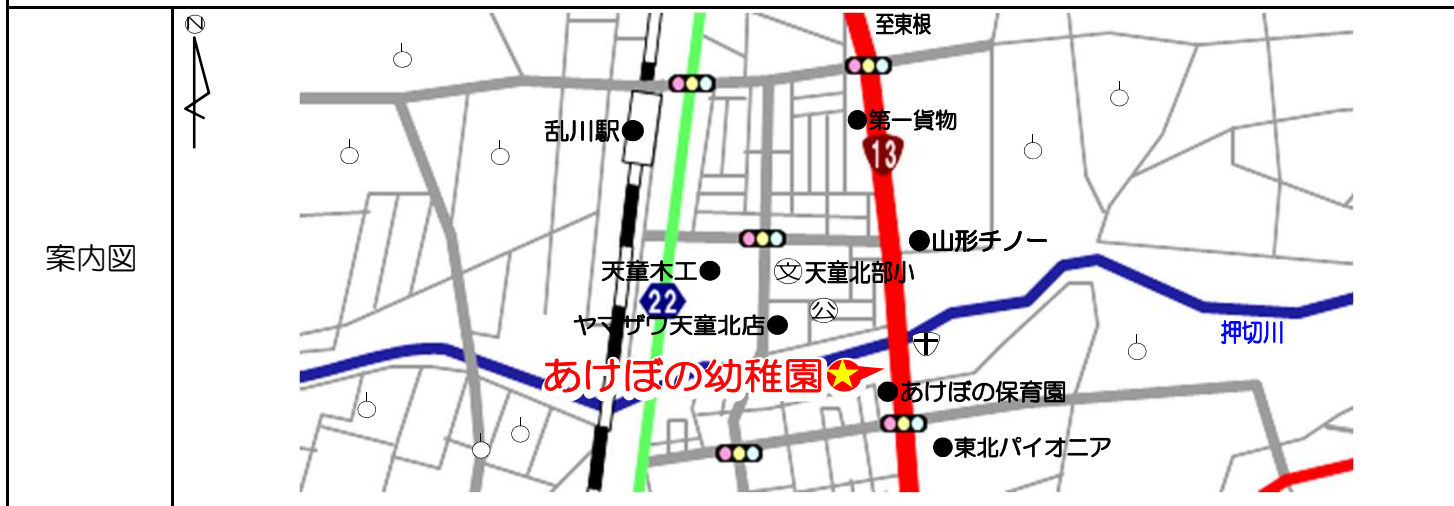 N
至東根
乱川駅
第一貨物
13
案内図
山形チノー
天童木工
文 天童北部小
22
公
ヤマザワ天童北店
押切川
あけぼの幼稚園
あけぼの保育園
東北パイオニア